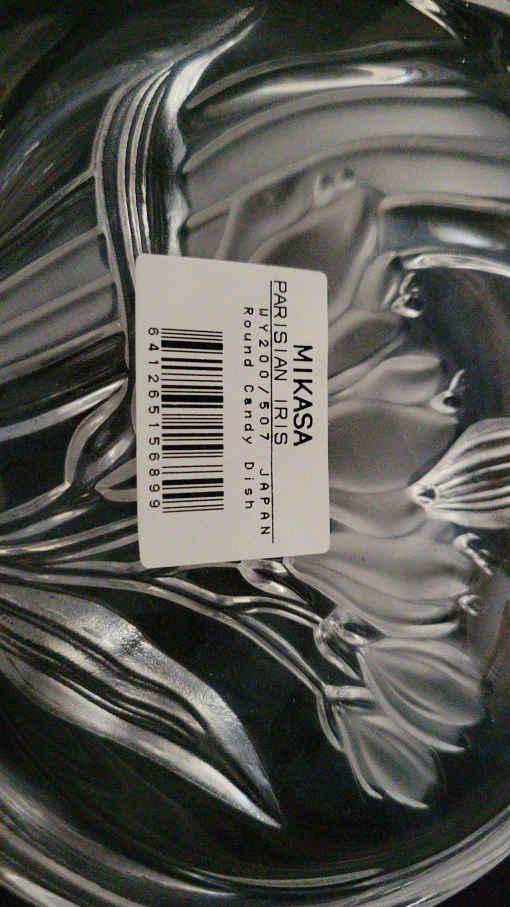 MIKASA
PARISIAN IRIS
WY200/507 JAPAN
Round Candy Dish
641265156899